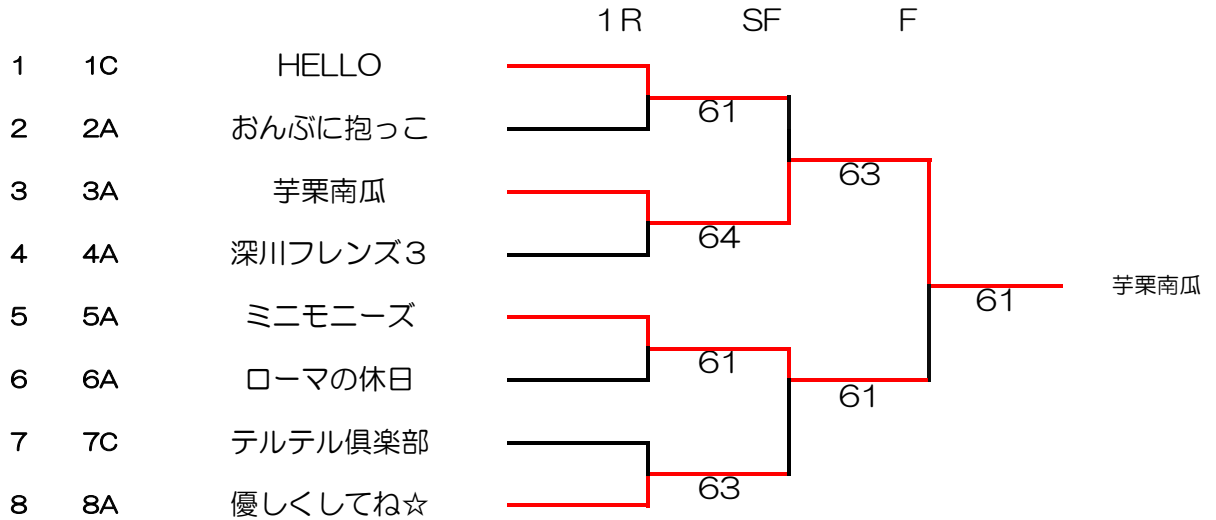 1R SF F
1 1C HELLO
61
2 2A おんぶに抱っこ
63
3 3A 芋栗南瓜
64
4 4A 深川フレンズ3
芋栗南瓜
61
5 5A ミニモニーズ
61
6 6A ローマの休日
61
7 7C テルテル倶楽部
63
8 8A 優しくしてね☆